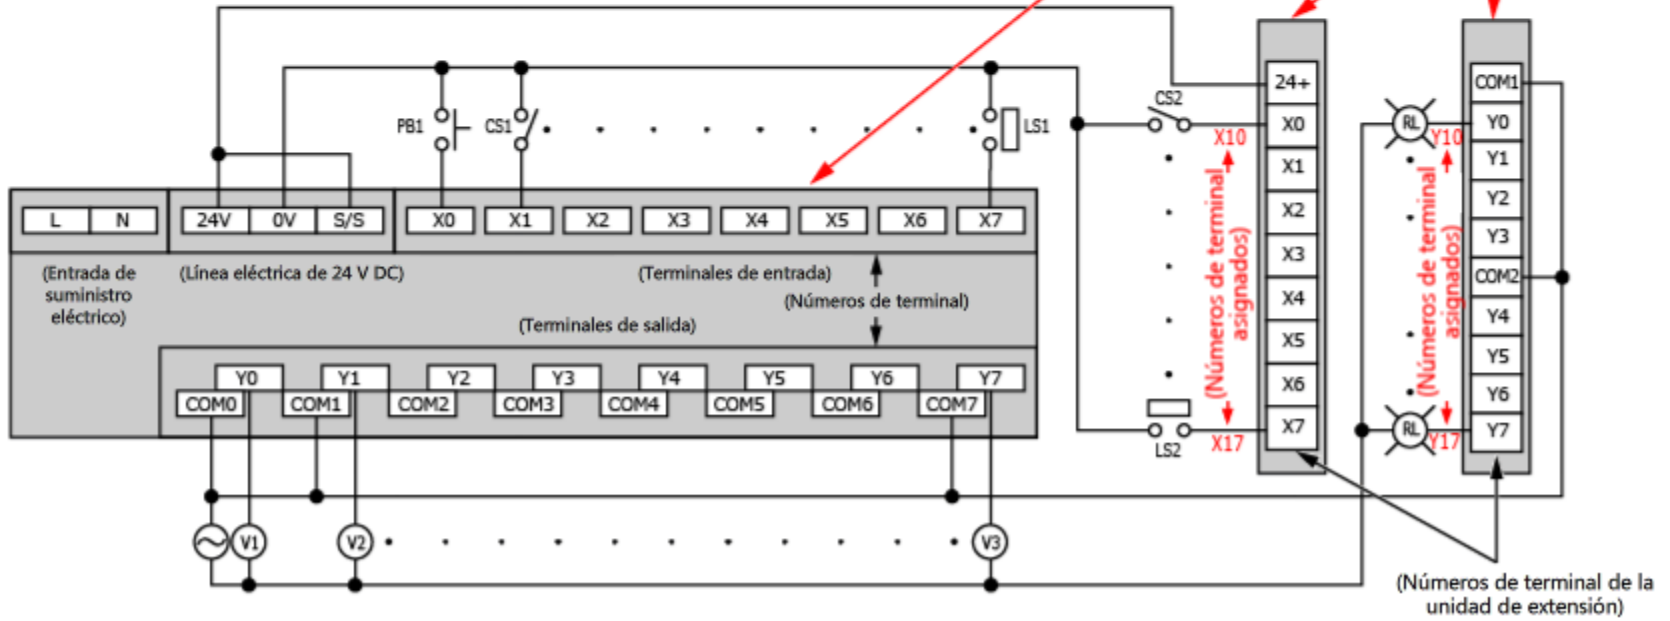 24+
COM1
CS2
PB1
CS1
LS1
X0
X10
RL
Y10
Y0
X1
Y1
X2
Y2
X3
Y3
X4
COM2
X5
Y4
X6
Y5
X7
Y6
Y7
(Números de terminal
asignados)
(Números de terminal
asignados)
X17
LS2
RL
Y17
L
N
24V
0V
S/S
X0
X1
X2
X3
X4
X5
X6
X7
(Entrada de
suministro
eléctrico)
(Línea eléctrica de 24 V DC)
(Terminales de entrada)
(Números de terminal)
(Terminales de salida)
Y0
Y1
Y2
Y3
Y4
Y5
Y6
Y7
COM0
COM1
COM2
COM3
COM4
COM5
COM6
COM7
V1
V2
V3
(Números de terminal de la
unidad de extensión)